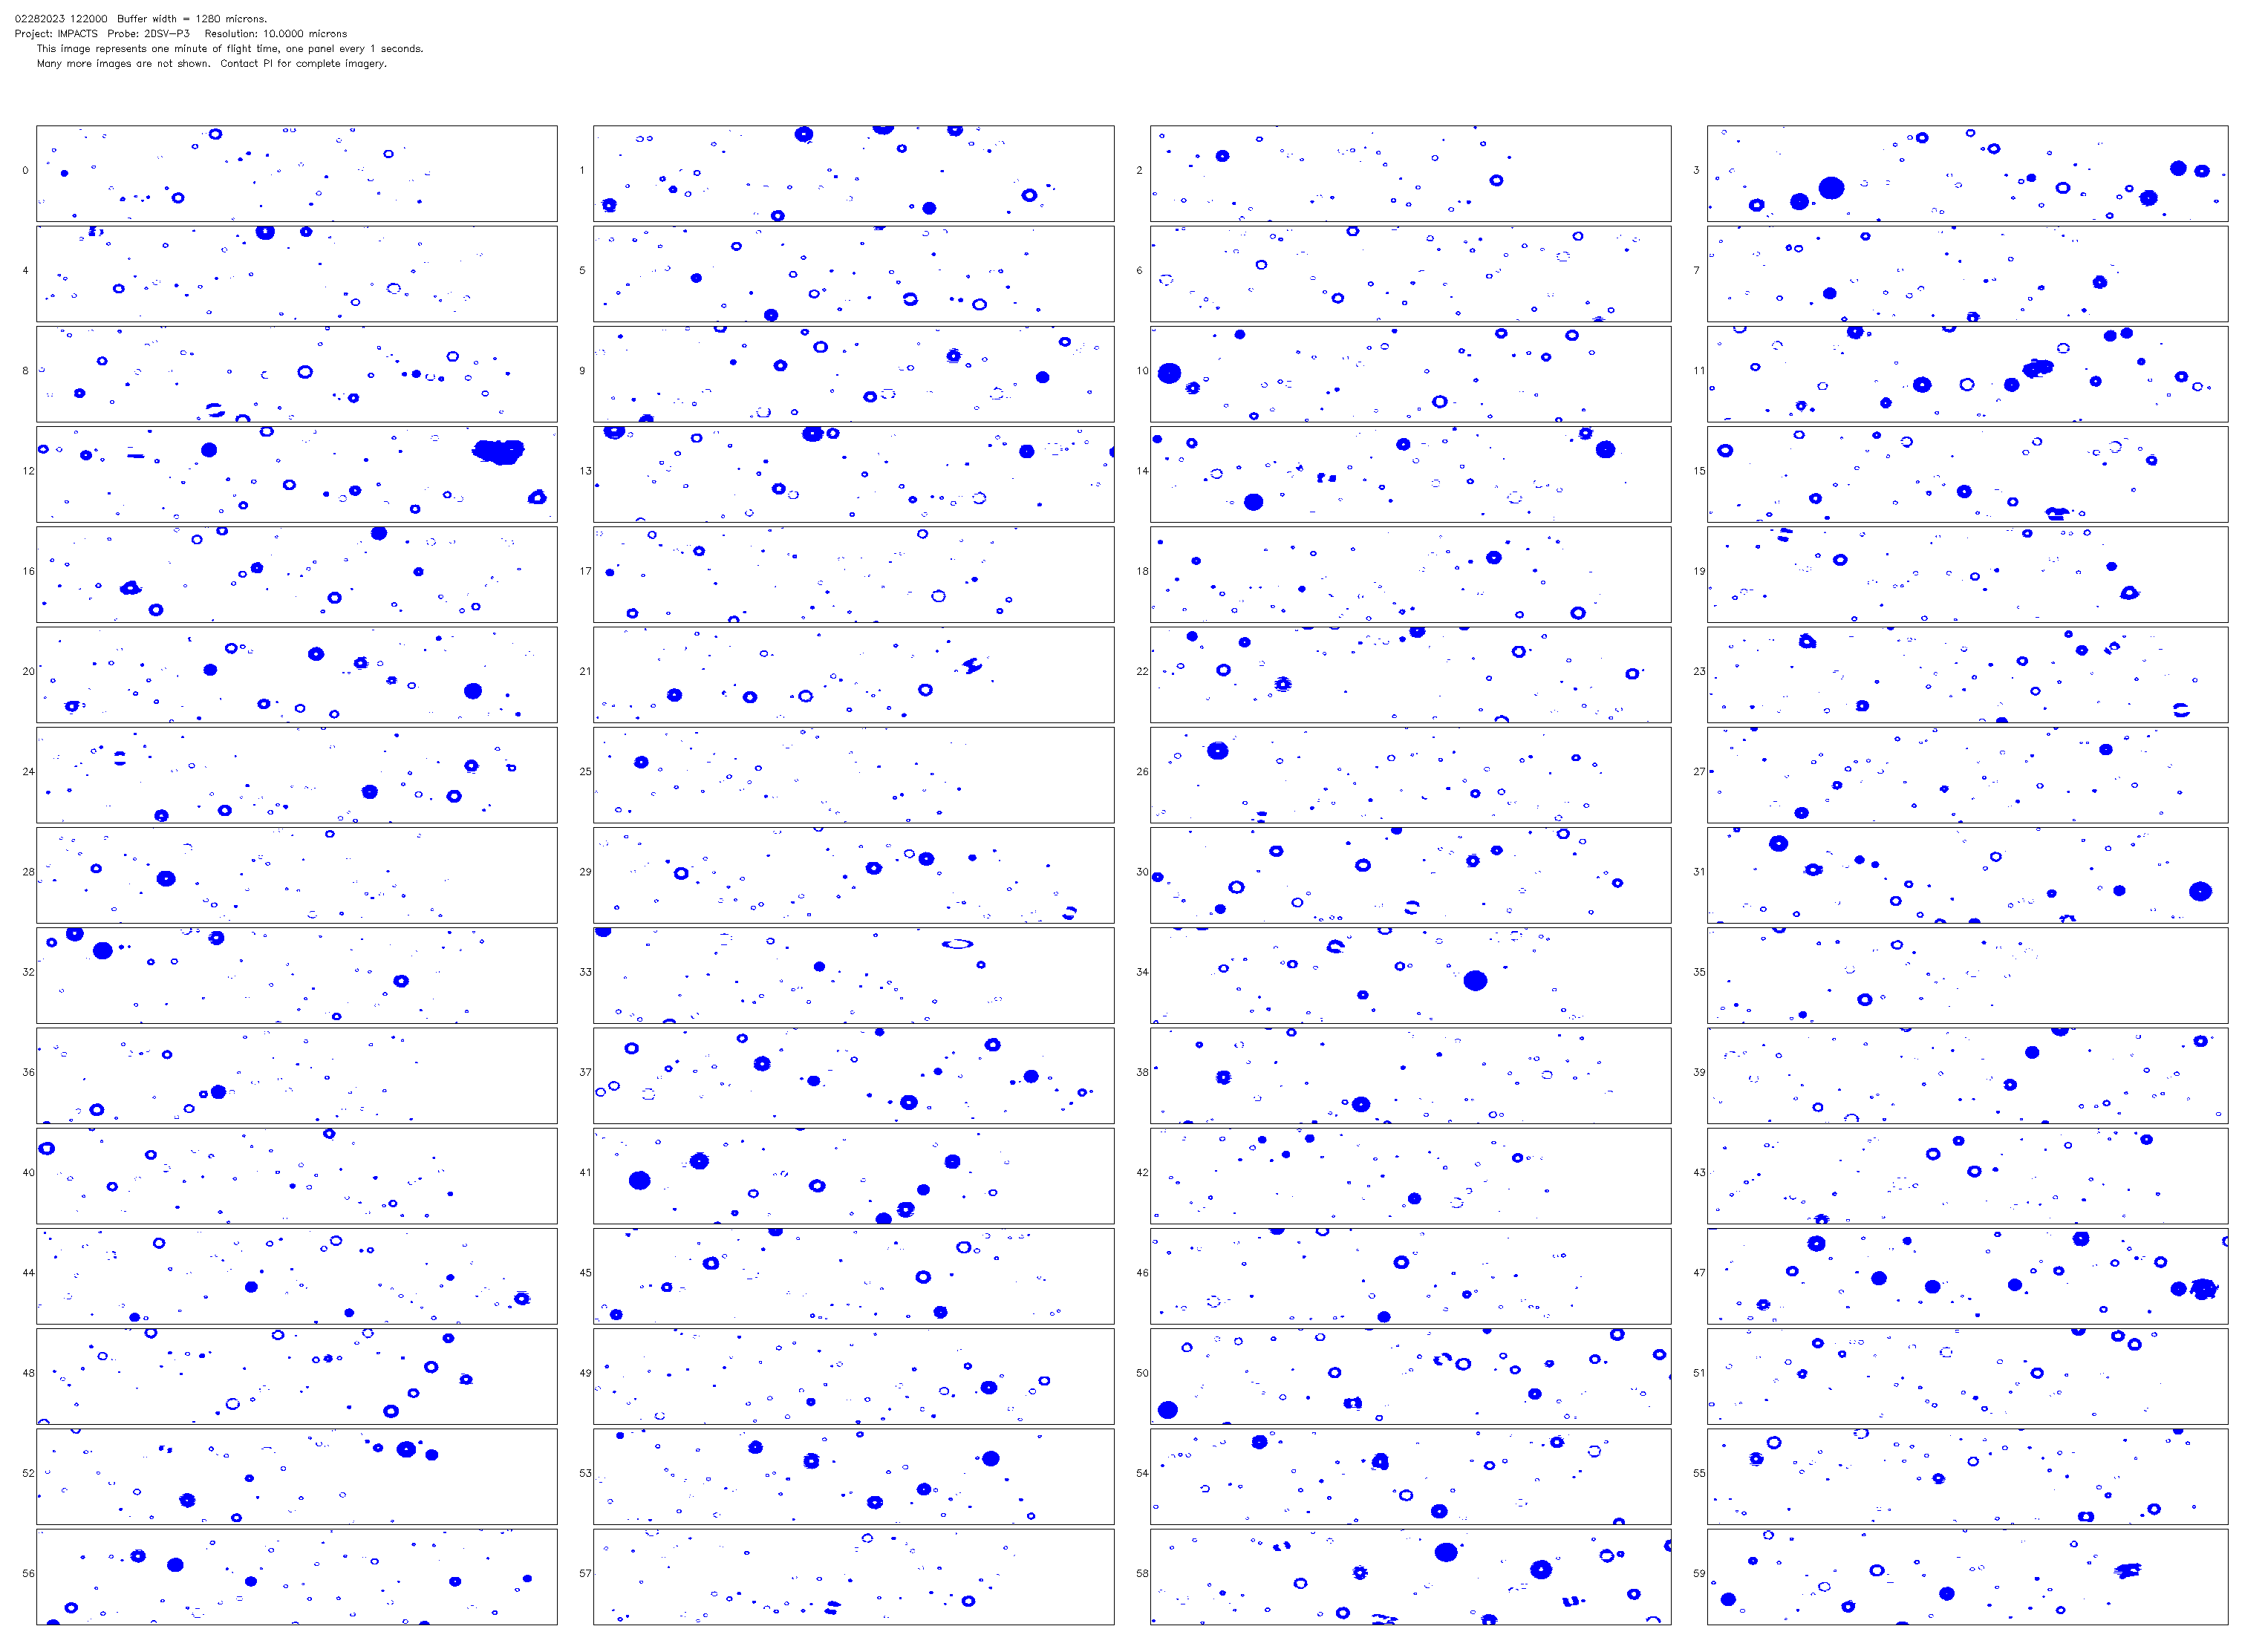 02282023 122000 Buffer width = 1280 microns.
Project: IMPACTS Probe: 2DSV-P3 Resolution: 10.0000 microns
This image represents one minute of flight time, one panel every 1 seconds.
Many more images are not shown. Contact PI for complete imagery.
0 1 2 3
4 5 6 7
8 9 10 11
12 13 14 15
16 17 18 19
20 21 22 23
24 25 26 27
28 29 30 31
32 33 34 35
36 37 38 39
40 41 42 43
44 45 46 47
48 49 50 51
52 53 54 55
56 57 58 59